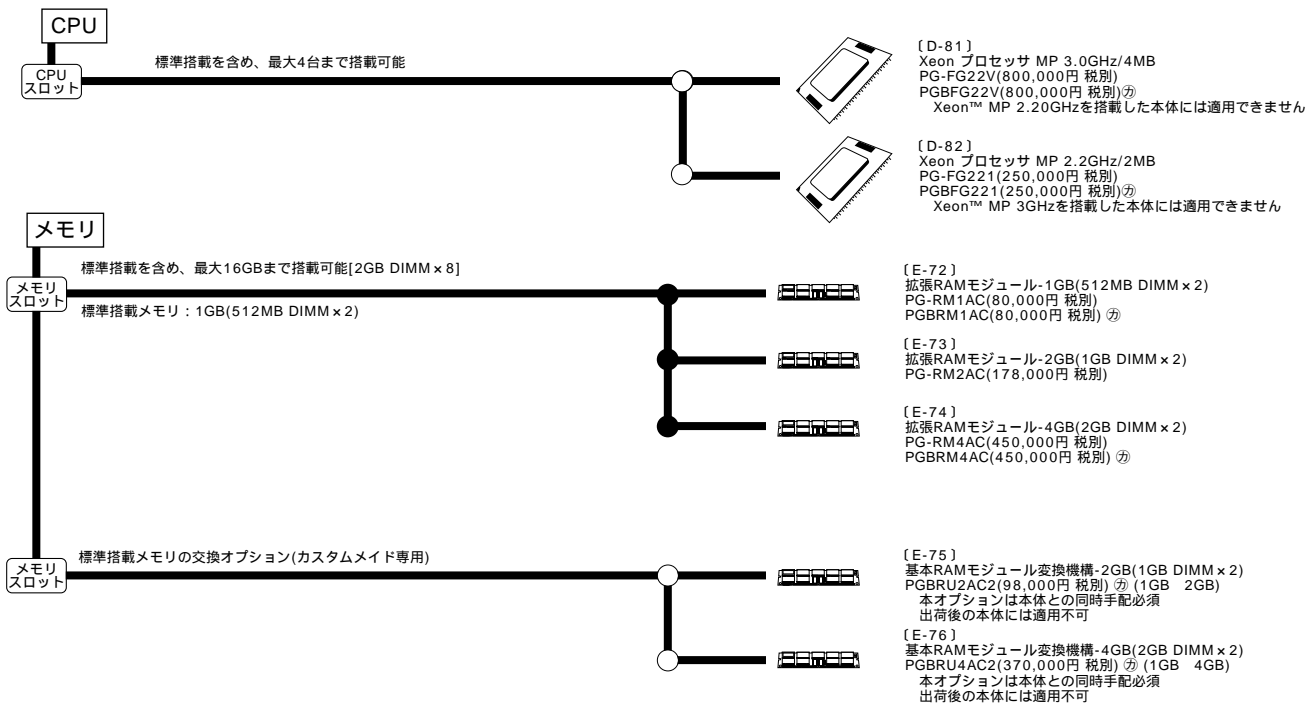 CPU
CPU
スロット
標準搭載を含め、最大4台まで搭載可能
〔D-81〕
Xeon プロセッサ MP 3.0GHz/4MB
PG-FG22V(800,000円 税別)
PGBFG22V(800,000円 税別)㋕
Xeon™ MP 2.20GHzを搭載した本体には適用できません
〔D-82〕
Xeon プロセッサ MP 2.2GHz/2MB
PG-FG221(250,000円 税別)
PGBFG221(250,000円 税別)㋕
Xeon™ MP 3GHzを搭載した本体には適用できません
メモリ
メモリ
スロット
標準搭載を含め、最大16GBまで搭載可能[2GB DIMM×8]
標準搭載メモリ：1GB(512MB DIMM×2)
〔E-72〕
拡張RAMモジュール-1GB(512MB DIMM×2)
PG-RM1AC(80,000円 税別)
PGBRM1AC(80,000円 税別) ㋕
〔E-73〕
拡張RAMモジュール-2GB(1GB DIMM×2)
PG-RM2AC(178,000円 税別)
〔E-74〕
拡張RAMモジュール-4GB(2GB DIMM×2)
PG-RM4AC(450,000円 税別)
PGBRM4AC(450,000円 税別) ㋕
メモリ
スロット
標準搭載メモリの交換オプション(カスタムメイド専用)
〔E-75〕
基本RAMモジュール変換機構-2GB(1GB DIMM×2)
PGBRU2AC2(98,000円 税別) ㋕ (1GB 2GB)
本オプションは本体との同時手配必須
出荷後の本体には適用不可
〔E-76〕
基本RAMモジュール変換機構-4GB(2GB DIMM×2)
PGBRU4AC2(370,000円 税別) ㋕ (1GB 4GB)
本オプションは本体との同時手配必須
出荷後の本体には適用不可